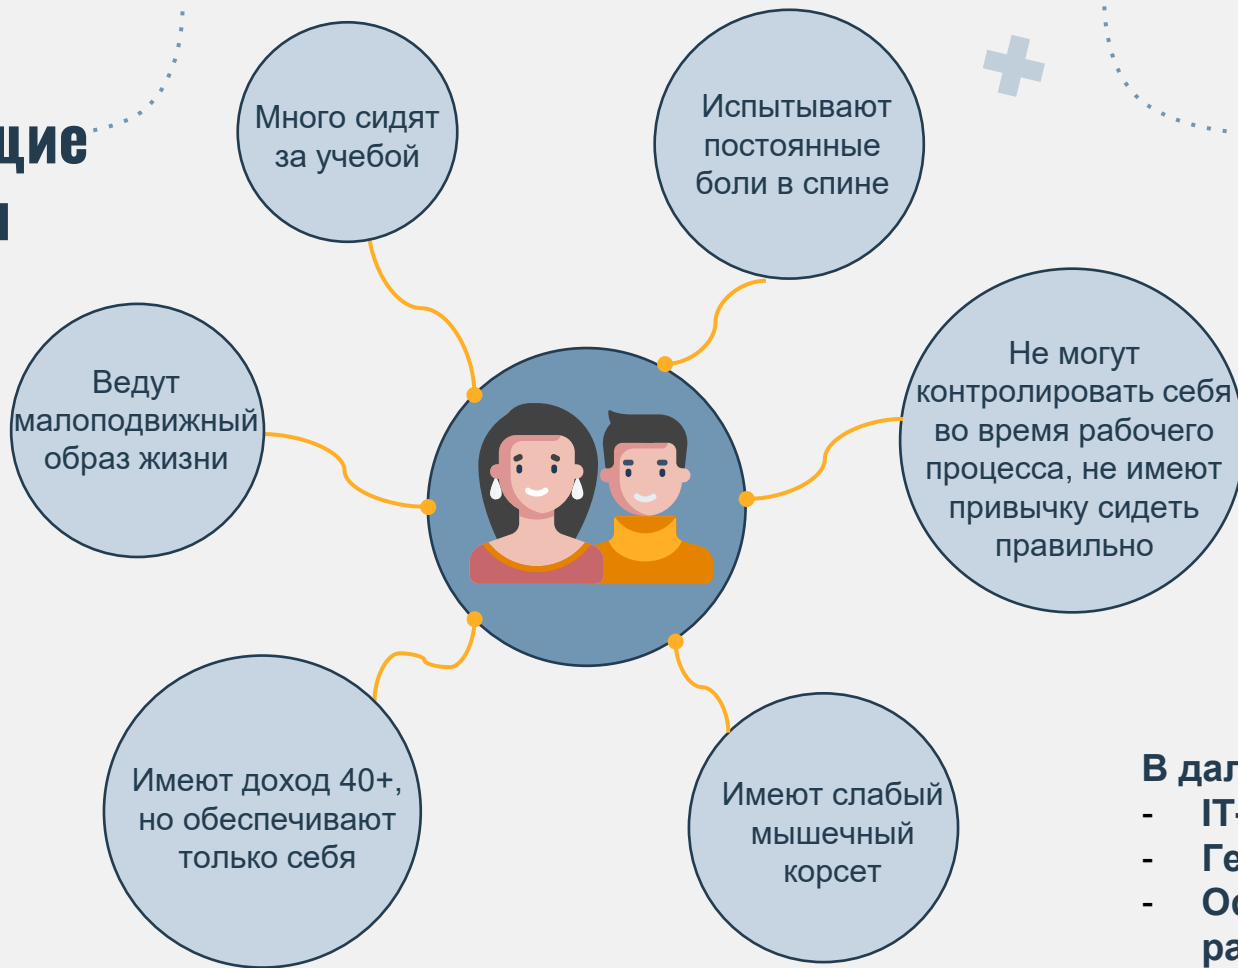 Много сидят
за учебой
Испытывают
постоянные
боли в спине
Ведут
малоподвижный
образ жизни
Не могут
контролировать себя
во время рабочего
процесса, не имеют
привычку сидеть
правильно
Имеют доход 40+,
но обеспечивают
только себя
Имеют слабый
мышечный
корсет
В
IT-